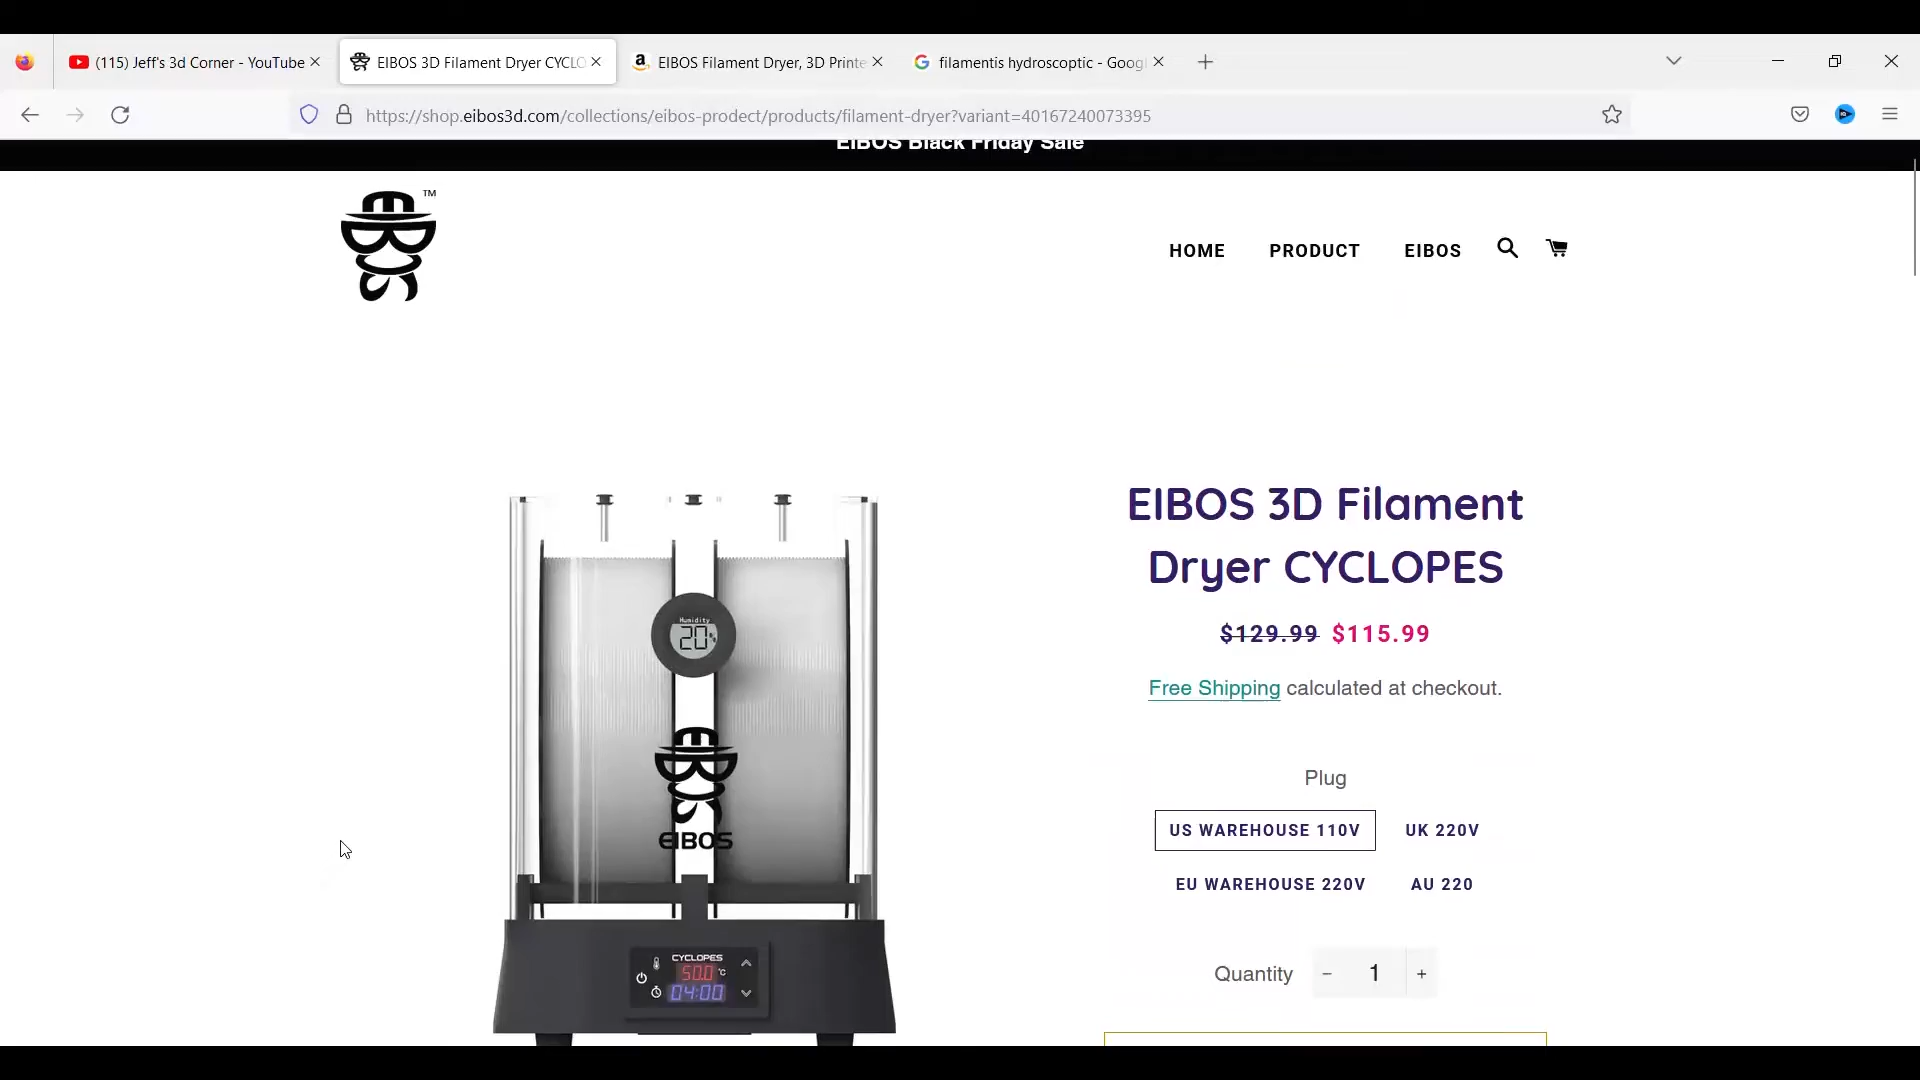 (115) Jeff's 3d Corner - YouTube
EIBOS 3D Filament Dryer CYCLO
EIBOS Filament Dryer, 3D Printe
filamentis hydroscoptic - Goog
https://shop.eibos3d.com/collections/eibos-prodect/products/filament-dryer?variant=40167240073395
EIBOS Black Friday Sale
TM
HOME
PRODUCT
EIBOS
EIBOS 3D Filament
Dryer CYCLOPES
$129.99 $115.99
Free Shipping calculated at checkout.
Plug
US WAREHOUSE 110V
UK 220V
EU WAREHOUSE 220V
AU 220
Quantity
− 1 +
Humidity
20%
EIBOS
CYCLOPES
50.0 °C
04:00